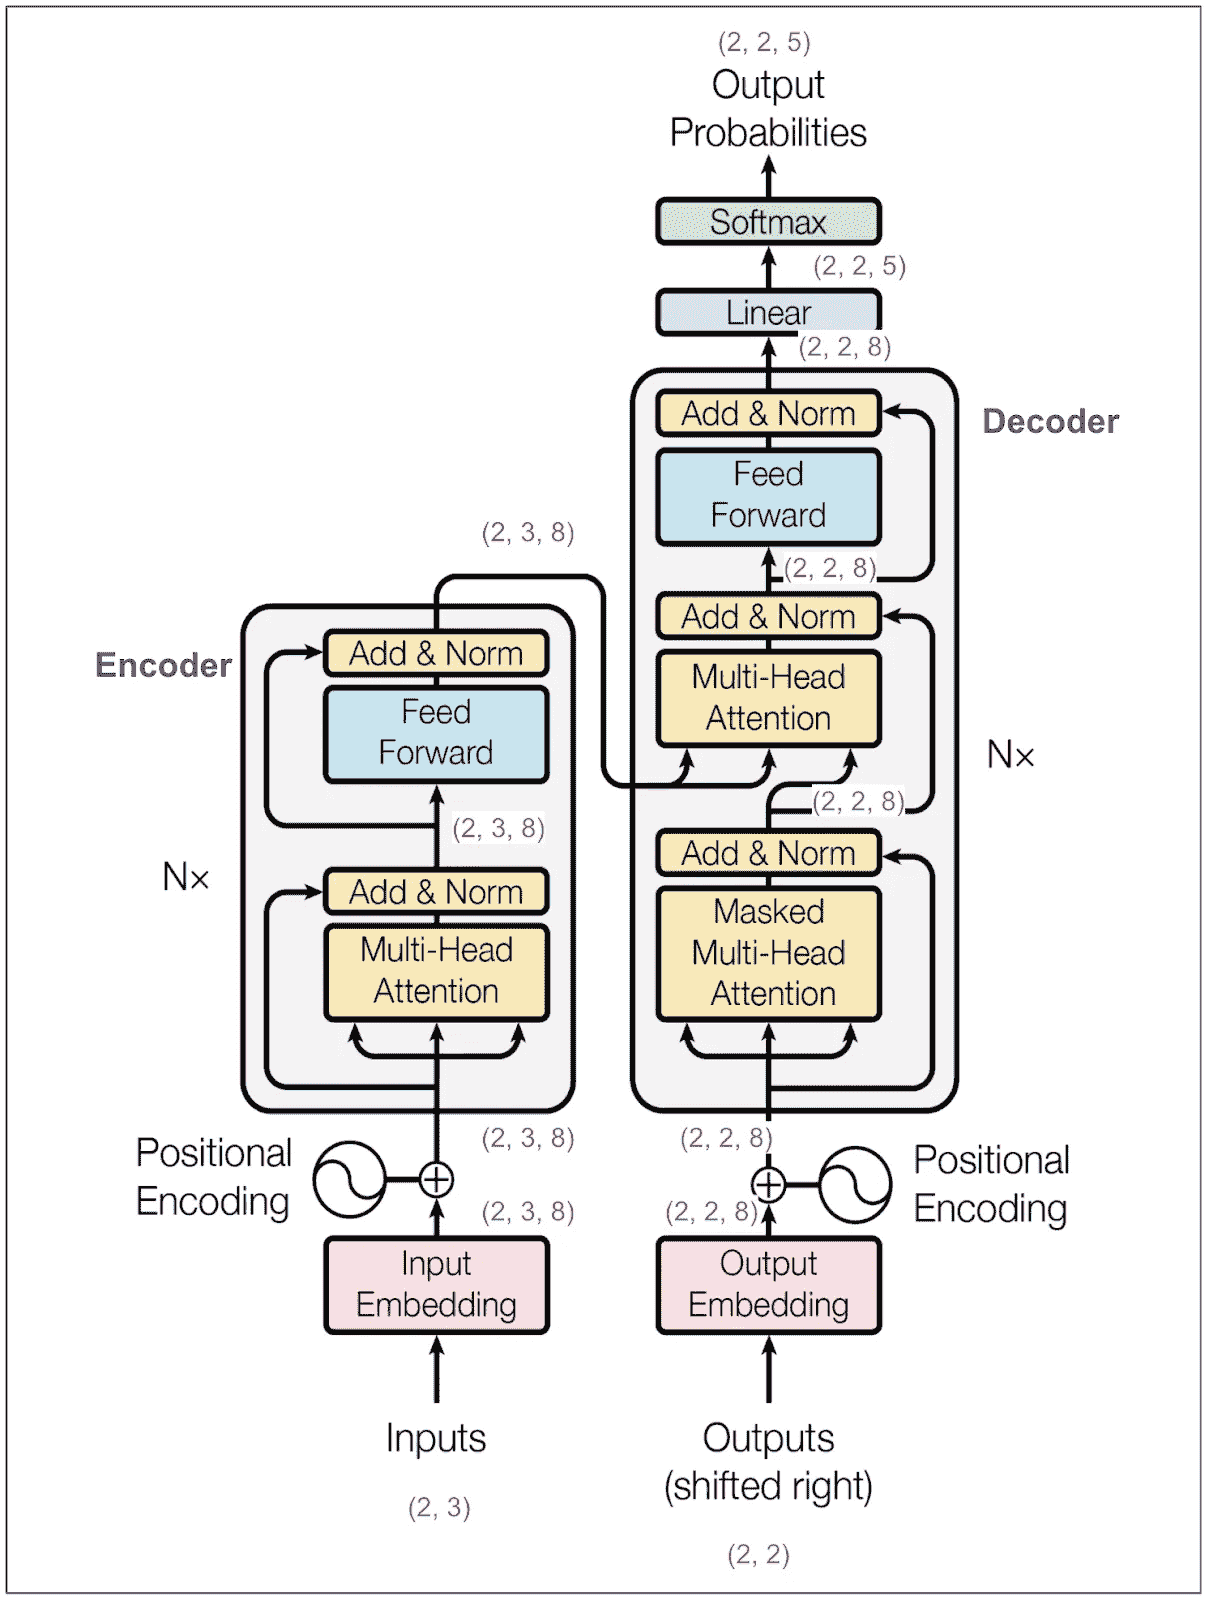 (2, 2, 5)
Output
Probabilities
Softmax
(2, 2, 5)
Linear
(2, 2, 8)
Add & Norm
Decoder
Feed
Forward
(2, 2, 8)
Add & Norm
Multi-Head
Attention
N×
(2, 2, 8)
Add & Norm
Masked
Multi-Head
Attention
(2, 2, 8)
Positional
Encoding
(2, 2, 8)
Output
Embedding
Outputs
(shifted right)
(2, 2)
(2, 3, 8)
Encoder
Add & Norm
Feed
Forward
(2, 3, 8)
N×
Add & Norm
Multi-Head
Attention
(2, 3, 8)
Positional
Encoding
(2, 3, 8)
Input
Embedding
Inputs
(2, 3)